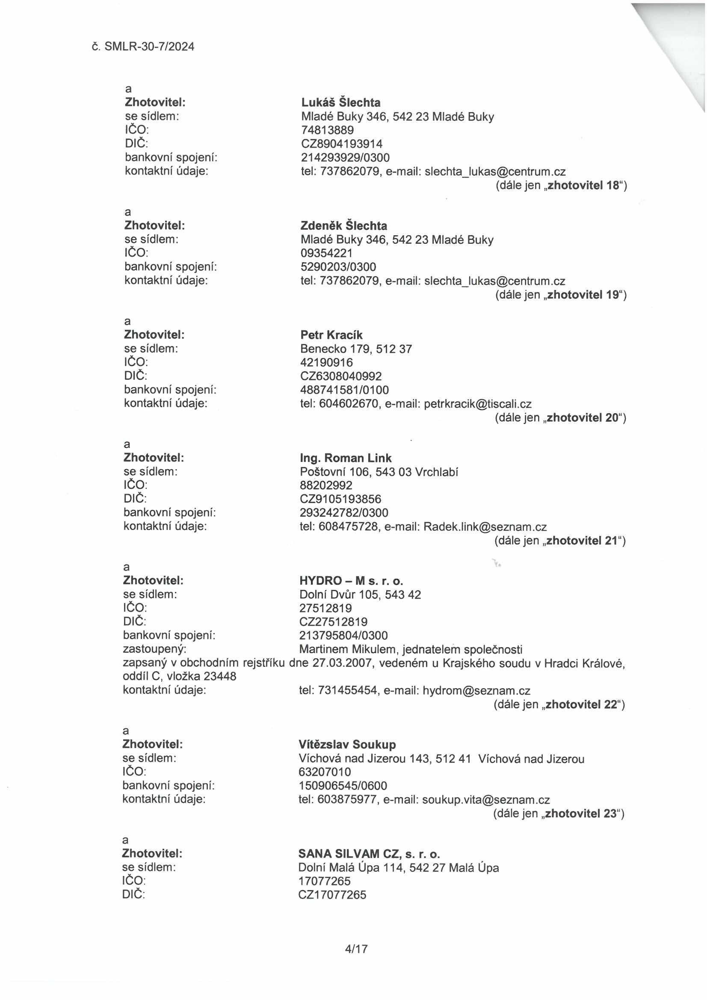 č. SMLR-30-7/2024
a
Zhotovitel: Lukáš Šlechta
se sídlem: Mladé Buky 346, 542 23 Mladé Buky
IČO: 74813889
DIČ: CZ8904193914
bankovní spojení: 214293929/0300
kontaktní údaje: tel: 737862079, e-mail: slechta_lukas@centrum.cz
(dále jen „zhotovitel 18“)
a
Zhotovitel: Zdeněk Šlechta
se sídlem: Mladé Buky 346, 542 23 Mladé Buky
IČO: 09354221
bankovní spojení: 5290203/0300
kontaktní údaje: tel: 737862079, e-mail: slechta_lukas@centrum.cz
(dále jen „zhotovitel 19“)
a
Zhotovitel: Petr Kracík
se sídlem: Benecko 179, 512 37
IČO: 42190916
DIČ: CZ6308040992
bankovní spojení: 488741581/0100
kontaktní údaje: tel: 604602670, e-mail: petrkracik@tiscali.cz
(dále jen „zhotovitel 20“)
a
Zhotovitel: Ing. Roman Link
se sídlem: Poštovní 106, 543 03 Vrchlabí
IČO: 88202992
DIČ: CZ9105193856
bankovní spojení: 293242782/0300
kontaktní údaje: tel: 608475728, e-mail: Radek.link@seznam.cz
(dále jen „zhotovitel 21“)
a
Zhotovitel: HYDRO – M s. r. o.
se sídlem: Dolní Dvůr 105, 543 42
IČO: 27512819
DIČ: CZ27512819
bankovní spojení: 213795804/0300
zastoupený: Martinem Mikulem, jednatelem společnosti
zapsaný v obchodním rejstříku dne 27.03.2007, vedeném u Krajského soudu v Hradci Králové,
oddíl C, vložka 23448
kontaktní údaje: tel: 731455454, e-mail: hydrom@seznam.cz
(dále jen „zhotovitel 22“)
a
Zhotovitel: Vítězslav Soukup
se sídlem: Víchová nad Jizerou 143, 512 41 Víchová nad Jizerou
IČO: 63207010
bankovní spojení: 150906545/0600
kontaktní údaje: tel: 603875977, e-mail: soukup.vita@seznam.cz
(dále jen „zhotovitel 23“)
a
Zhotovitel: SANA SILVAM CZ, s. r. o.
se sídlem: Dolní Malá Úpa 114, 542 27 Malá Úpa
IČO: 17077265
DIČ: CZ17077265
4/17